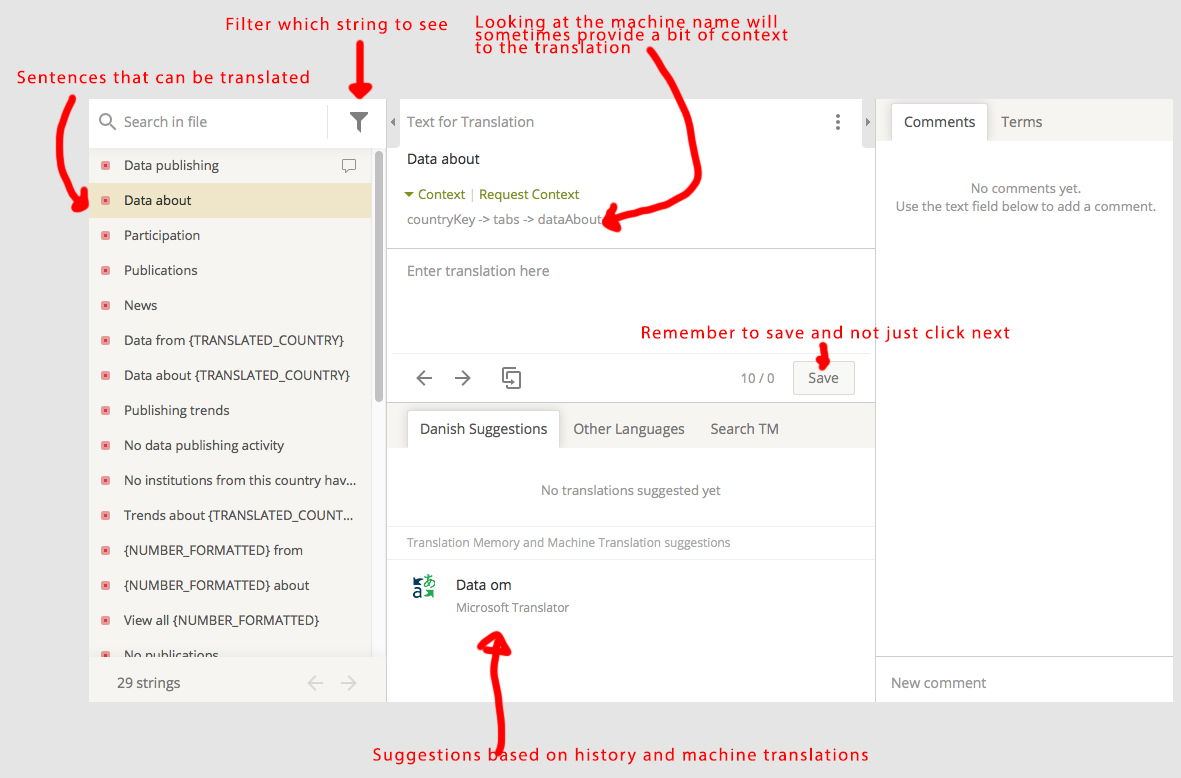 Filter which string to see
Looking at the machine name will
sometimes provide a bit of context
to the translation
Sentences that can be translated
Search in file
Data publishing
Data about
Participation
Publications
News
Data from {TRANSLATED_COUNTRY}
Data about {TRANSLATED_COUNTRY}
Publishing trends
No data publishing activity
No institutions from this country hav...
Trends about {TRANSLATED_COUNT...
{NUMBER_FORMATTED} from
{NUMBER_FORMATTED} about
View all {NUMBER_FORMATTED}
No publications
29 strings
Text for Translation
Data about
Context | Request Context
countryKey -> tabs -> dataAbout
Enter translation here
Remember to save and not just click next
10 / 0
Save
Danish Suggestions
Other Languages
Search TM
No translations suggested yet
Translation Memory and Machine Translation suggestions
Data om
Microsoft Translator
Suggestions based on history and machine translations
Comments
Terms
No comments yet.
Use the text field below to add a comment.
New comment